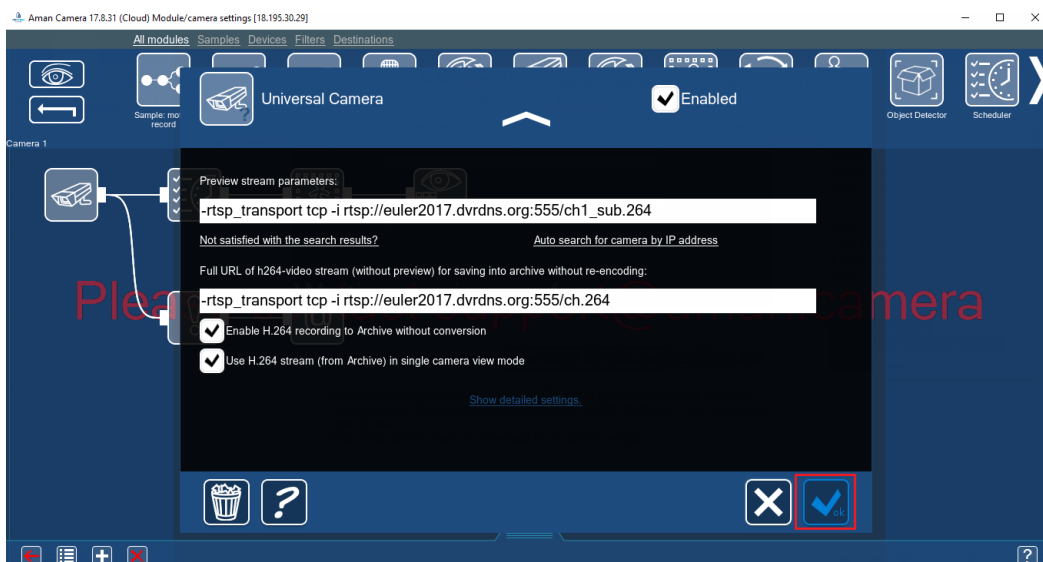 Aman Camera 17.8.31 (Cloud) Module/camera settings [18.195.30.29]
All modules Samples Devices Filters Destinations
Sample: mo
record
Universal Camera
Enabled
Object Detector
Scheduler
Camera 1
Preview stream parameters:
-rtsp_transport tcp -i rtsp://euler2017.dvrdns.org:555/ch1_sub.264
Not satisfied with the search results?
Auto search for camera by IP address
Full URL of h264-video stream (without preview) for saving into archive without re-encoding:
-rtsp_transport tcp -i rtsp://euler2017.dvrdns.org:555/ch.264
Enable H.264 recording to Archive without conversion
Use H.264 stream (from Archive) in single camera view mode
Show detailed settings.
ok